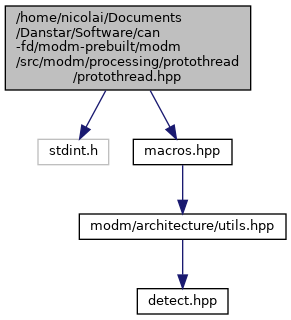 /home/nicolai/Documents
/Danstar/Software/can
-fd/modm-prebuilt/modm
/src/modm/processing/protothread
/protothread.hpp
stdint.h
macros.hpp
modm/architecture/utils.hpp
detect.hpp